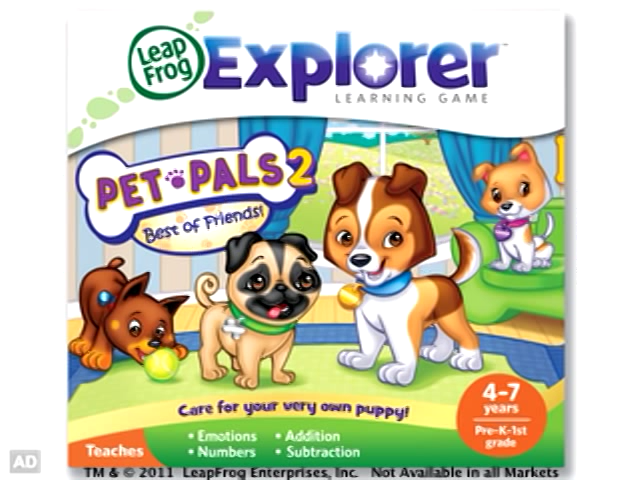 Leap
Frog
Explorer™
LEARNING GAME
PET PALS 2
Best of Friends!
Care for your very own puppy!
4-7
years
Pre-K-1st
grade
Teaches
• Emotions • Addition
• Numbers • Subtraction
AD
TM & © 2011 LeapFrog Enterprises, Inc. Not Available in all Markets